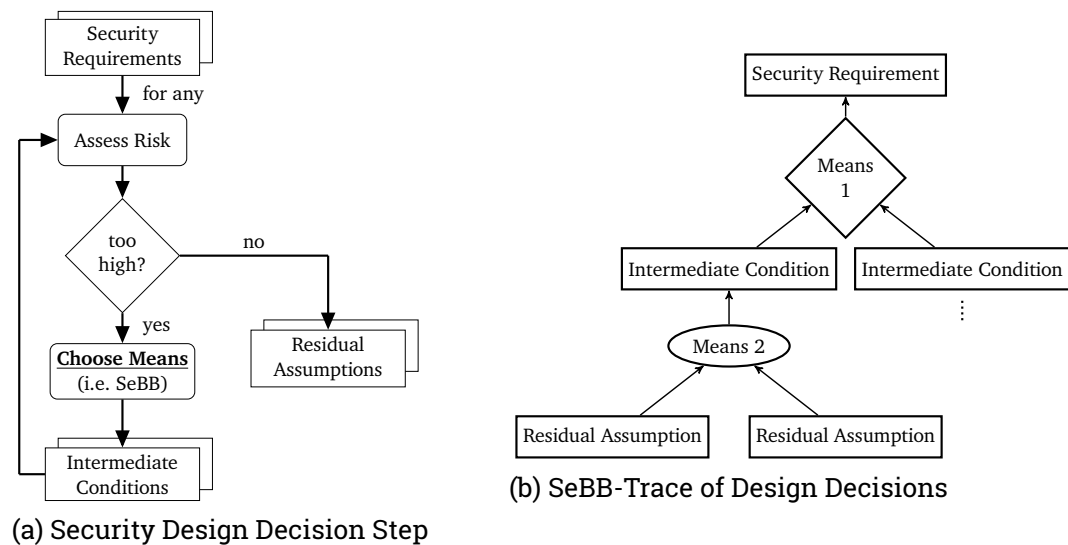 Security
Requirements
for any
Assess Risk
too
high?
no
yes
Choose Means
(i.e. SeBB)
Residual
Assumptions
Intermediate
Conditions
(a) Security Design Decision Step
Security Requirement
Means
1
Intermediate Condition
Intermediate Condition
Means 2
Residual Assumption
Residual Assumption
(b) SeBB-Trace of Design Decisions